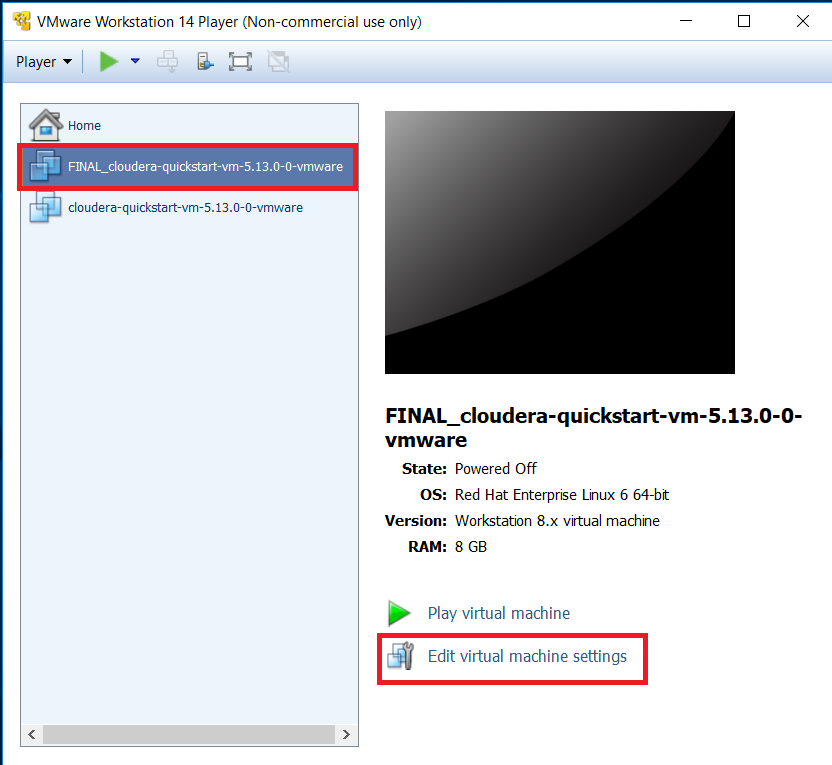 VMware Workstation 14 Player (Non-commercial use only)
Player
Home
FINAL_cloudera-quickstart-vm-5.13.0-0-vmware
cloudera-quickstart-vm-5.13.0-0-vmware
FINAL_cloudera-quickstart-vm-5.13.0-0-
vmware
State: Powered Off
OS: Red Hat Enterprise Linux 6 64-bit
Version: Workstation 8.x virtual machine
RAM: 8 GB
Play virtual machine
Edit virtual machine settings